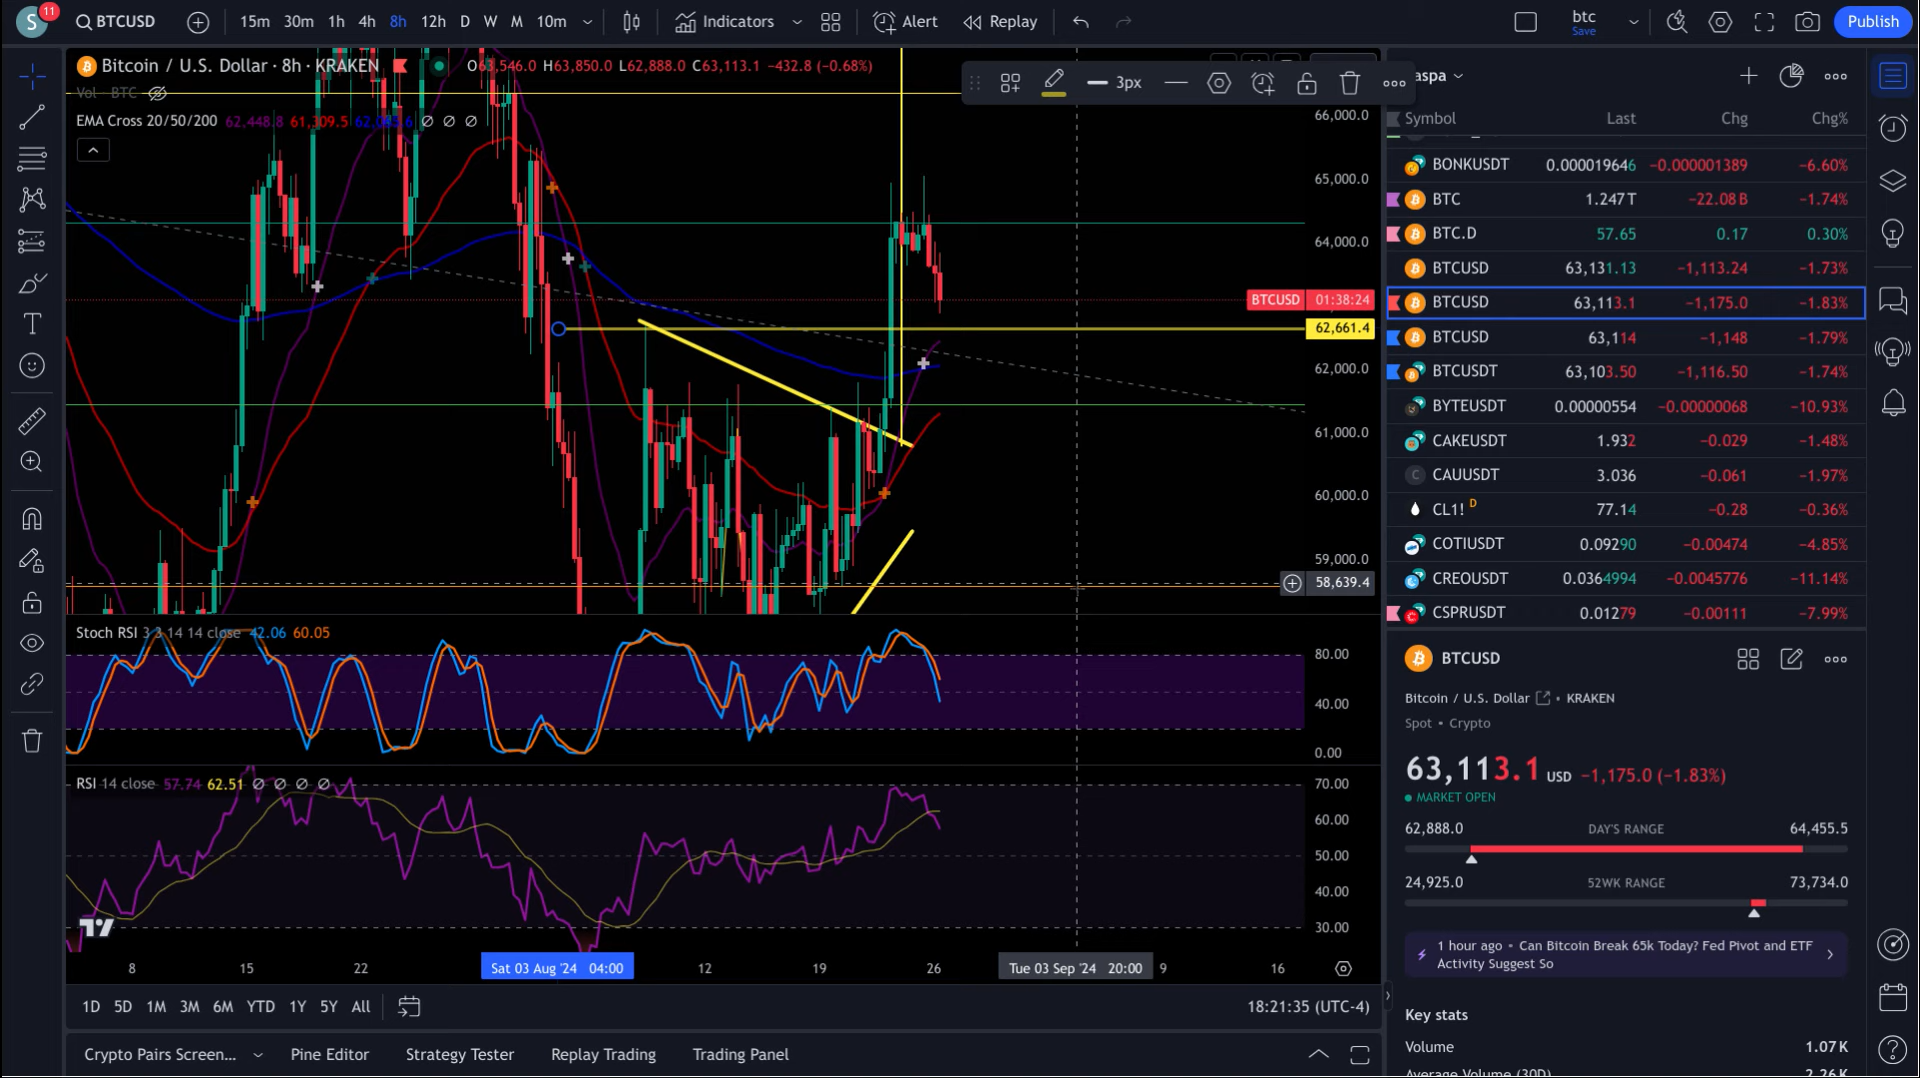 S 11 BTCUSD 15m 30m 1h 4h 8h 12h D W M 10m Indicators Alert Replay btc Save Publish
Bitcoin / U.S. Dollar · 8h · KRAKEN O63,546.0 H63,850.0 L62,888.0 C63,113.1 −432.8 (−0.68%)
Vol · BTC
3px
EMA Cross 20/50/200 62,448.8 61,309.5
66,000.0
65,000.0
64,000.0
BTCUSD 01:38:24
62,661.4
62,000.0
61,000.0
60,000.0
59,000.0
58,639.4
Stoch RSI 3 3 14 14 close 42.06 60.05
80.00
40.00
0.00
RSI 14 close 57.74 62.51
70.00
60.00
50.00
40.00
30.00
8 15 22 Sat 03 Aug '24 04:00 12 19 26 Tue 03 Sep '24 20:00 9 16
1D 5D 1M 3M 6M YTD 1Y 5Y All 18:21:35 (UTC-4)
Crypto Pairs Screen... Pine Editor Strategy Tester Replay Trading Trading Panel
aspa
Symbol Last Chg Chg%
BONKUSDT 0.000019646 −0.000001389 −6.60%
BTC 1.247 T −22.08 B −1.74%
BTC.D 57.65 0.17 0.30%
BTCUSD 63,131.13 −1,113.24 −1.73%
BTCUSD 63,113.1 −1,175.0 −1.83%
BTCUSD 63,114 −1,148 −1.79%
BTCUSDT 63,103.50 −1,116.50 −1.74%
BYTEUSDT 0.00000554 −0.00000068 −10.93%
CAKEUSDT 1.932 −0.029 −1.48%
C CAUUSDT 3.036 −0.061 −1.97%
CL1! D 77.14 −0.28 −0.36%
COTIUSDT 0.09290 −0.00474 −4.85%
CREOUSDT 0.0364994 −0.0045776 −11.14%
CSPRUSDT 0.01279 −0.00111 −7.99%
BTCUSD
Bitcoin / U.S. Dollar • KRAKEN
Spot • Crypto
63,113.1 USD −1,175.0 (−1.83%)
MARKET OPEN
62,888.0 DAY'S RANGE 64,455.5
24,925.0 52WK RANGE 73,734.0
1 hour ago • Can Bitcoin Break 65k Today? Fed Pivot and ETF
Activity Suggest So
Key stats
Volume 1.07 K
Average Volume (30D) 2.26 K